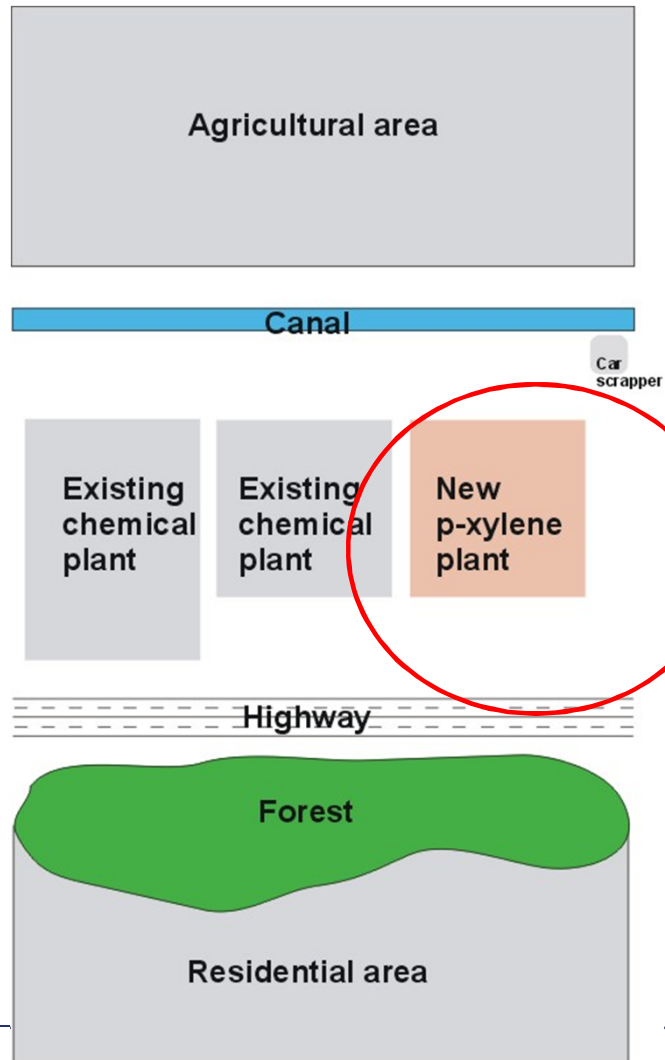 Agricultural area
Canal
Car
scrapper
Existing
chemical
plant
Existing
chemical
plant
New
p-xylene
plant
Highway
Forest
Residential area